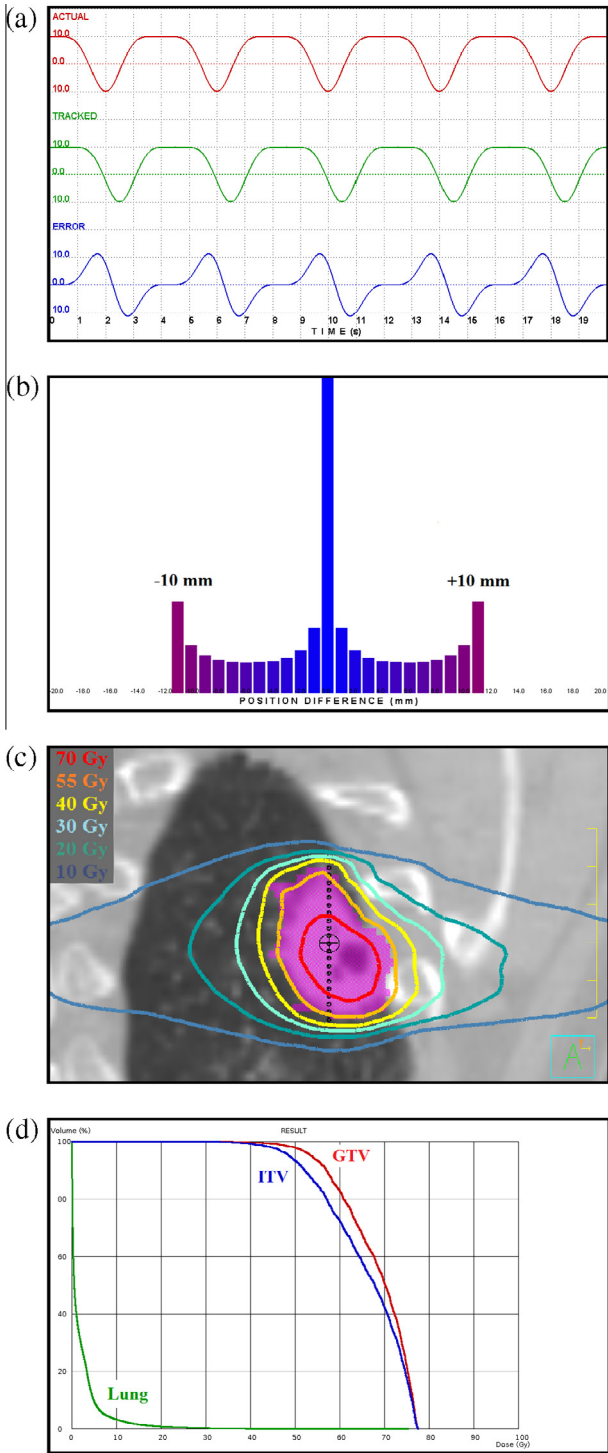 (a)
ACTUAL
10.0
0.0
10.0
TRACKED
10.0
0.0
10.0
ERROR
10.0
0.0
10.0
0 1 2 3 4 5 6 7 8 9 10 11 12 13 14 15 16 17 18 19
T I M E (s)
(b)
-10 mm +10 mm
-20.0 -18.0 -16.0 -14.0 -12.0 12.0 14.0 16.0 18.0 20.0
POSITION DIFFERENCE (mm)
(c)
70 Gy
55 Gy
40 Gy
30 Gy
20 Gy
10 Gy
A
(d)
Volume (%) RESULT
100
80
60
40
20
0
GTV
ITV
Lung
0 10 20 30 40 50 60 70 80 90 100
Dose (Gy)